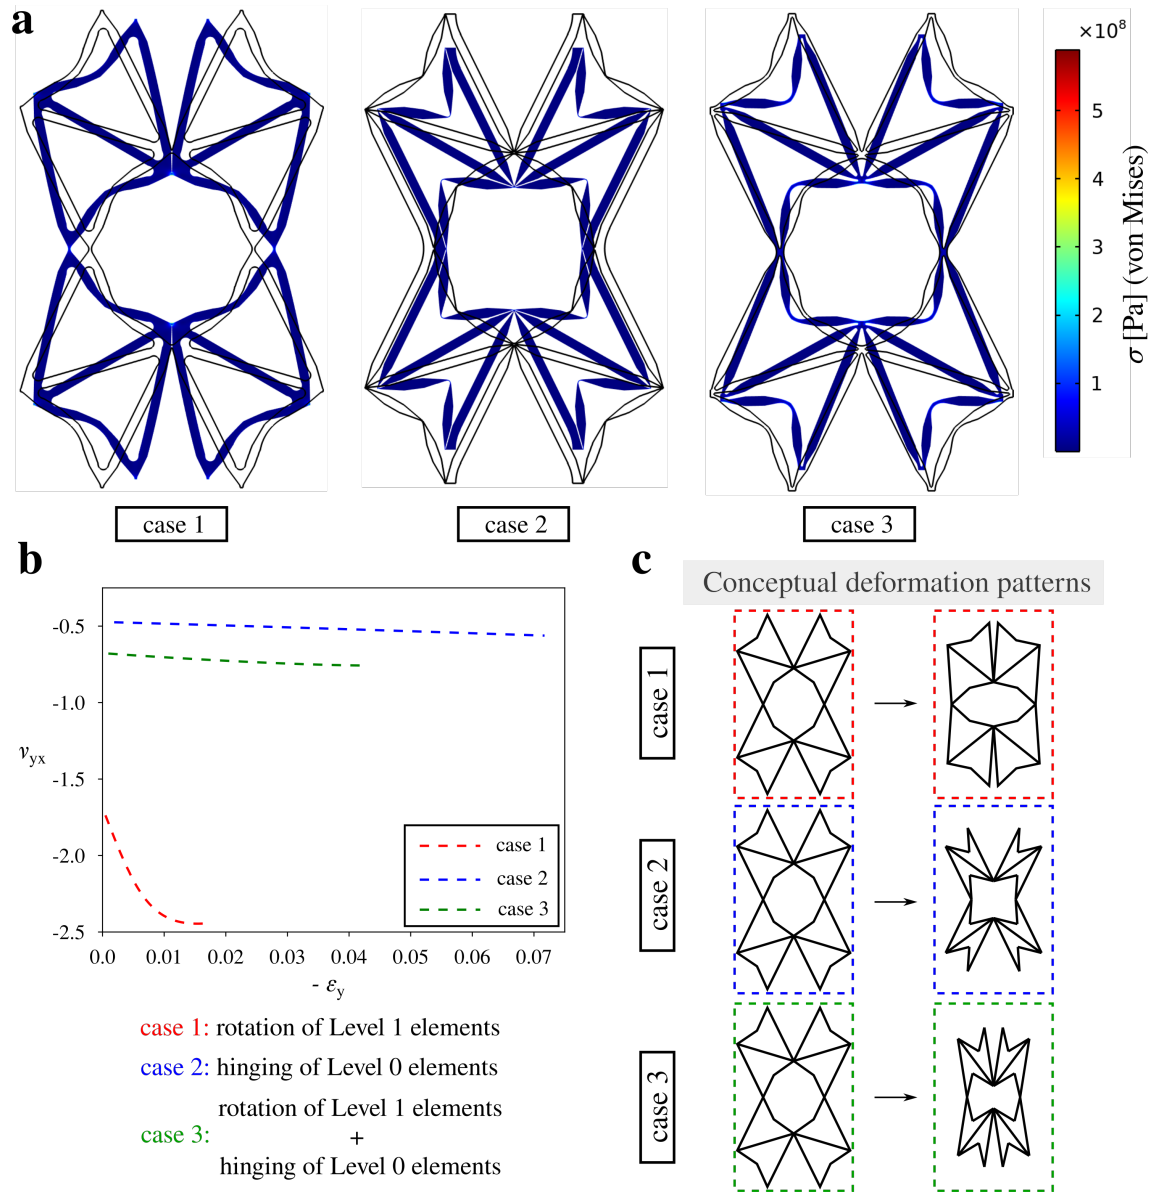 a
×10⁸
5
4
3
2
1
σ [Pa] (von Mises)
case 1
case 2
case 3
b
-0.5
-1.0
-1.5
-2.0
-2.5
νyx
0.0 0.01 0.02 0.03 0.04 0.05 0.06 0.07
- εy
case 1
case 2
case 3
case 1: rotation of Level 1 elements
case 2: hinging of Level 0 elements
rotation of Level 1 elements
case 3: +
hinging of Level 0 elements
c
Conceptual deformation patterns
case 1
case 2
case 3